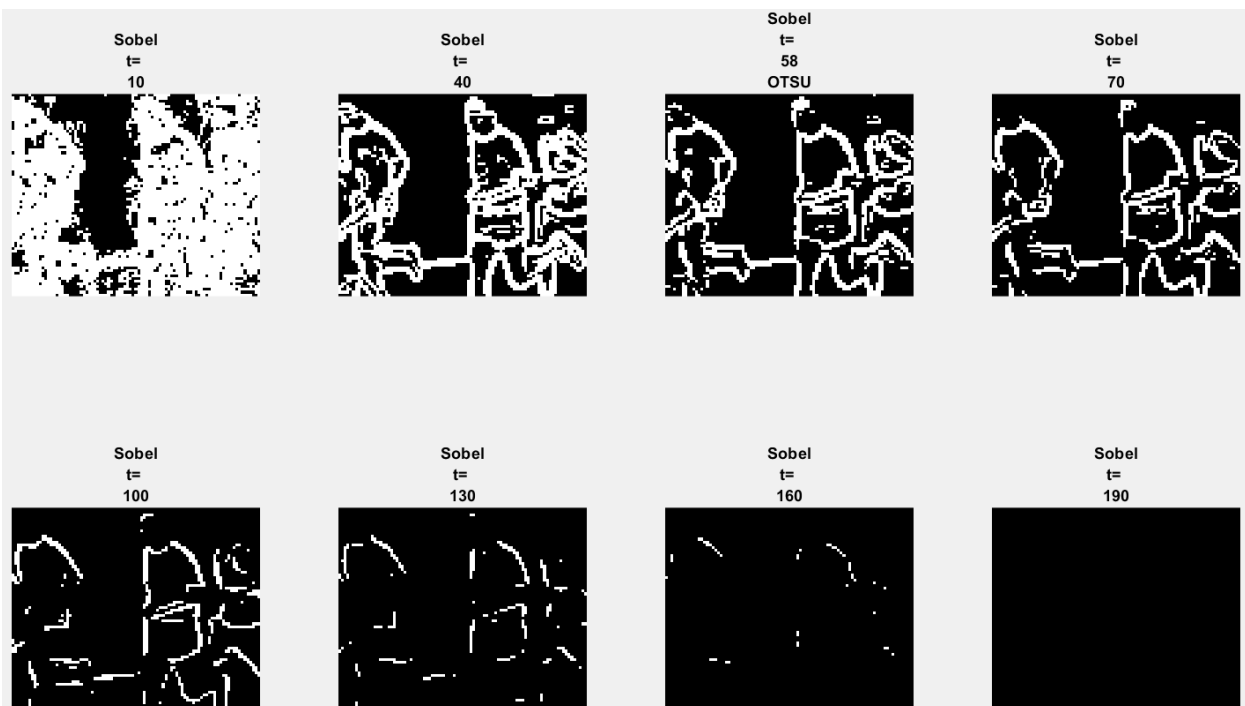 Sobel
t=
10
Sobel
t=
40
Sobel
t=
58
OTSU
Sobel
t=
70
Sobel
t=
100
Sobel
t=
130
Sobel
t=
160
Sobel
t=
190